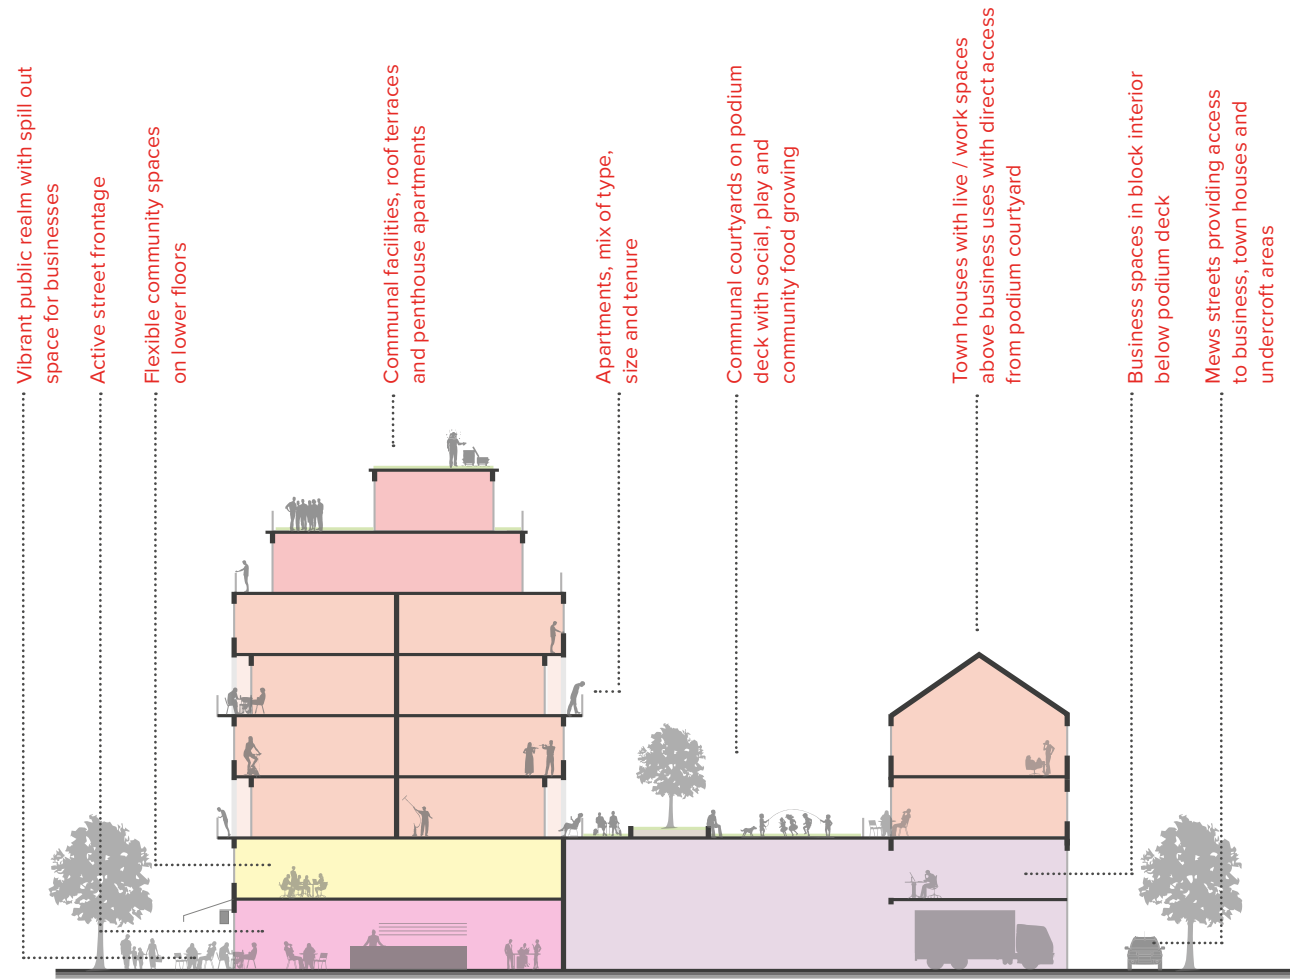 Vibrant public realm with spill out
space for businesses
Active street frontage
Flexible community spaces
on lower floors
Communal facilities, roof terraces
and penthouse apartments
Apartments, mix of type,
size and tenure
Communal courtyards on podium
deck with social, play and
community food growing
Town houses with live / work spaces
above business uses with direct access
from podium courtyard
Business spaces in block interior
below podium deck
Mews streets providing access
to business, town houses and
undercroft areas